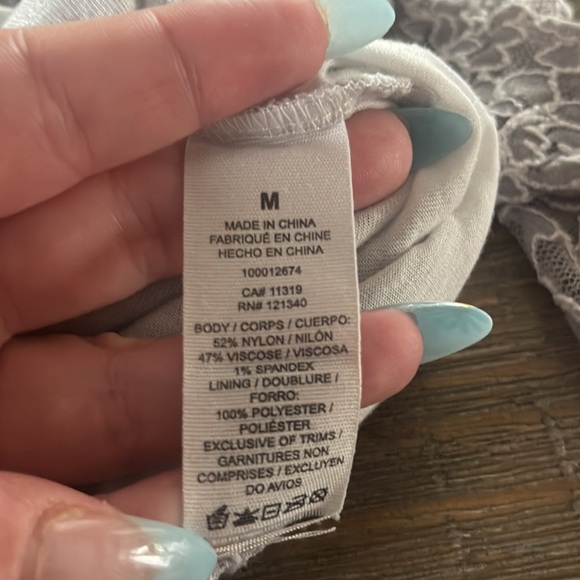 M
MADE IN CHINA
FABRIQUÉ EN CHINE
HECHO EN CHINA
100012674
CA# 11319
RN# 121340
BODY / CORPS / CUERPO:
52% NYLON / NILÓN
47% VISCOSE / VISCOSA
1% SPANDEX
LINING / DOUBLURE /
FORRO:
100% POLYESTER /
POLIÉSTER
EXCLUSIVE OF TRIMS /
GARNITURES NON
COMPRISES / EXCLUYEN
DO AVIOS